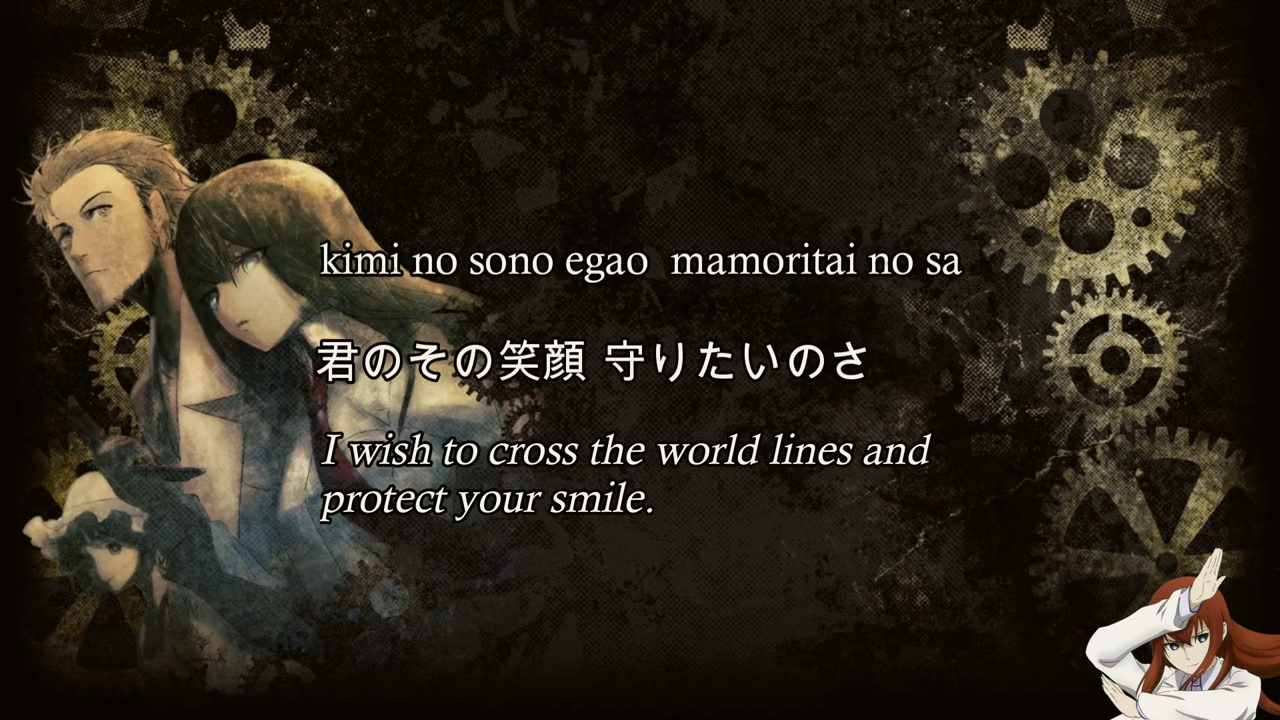 kimi no sono egao  mamoritai no sa
君のその笑顔 守りたいのさ
I wish to cross the world lines and
protect your smile.